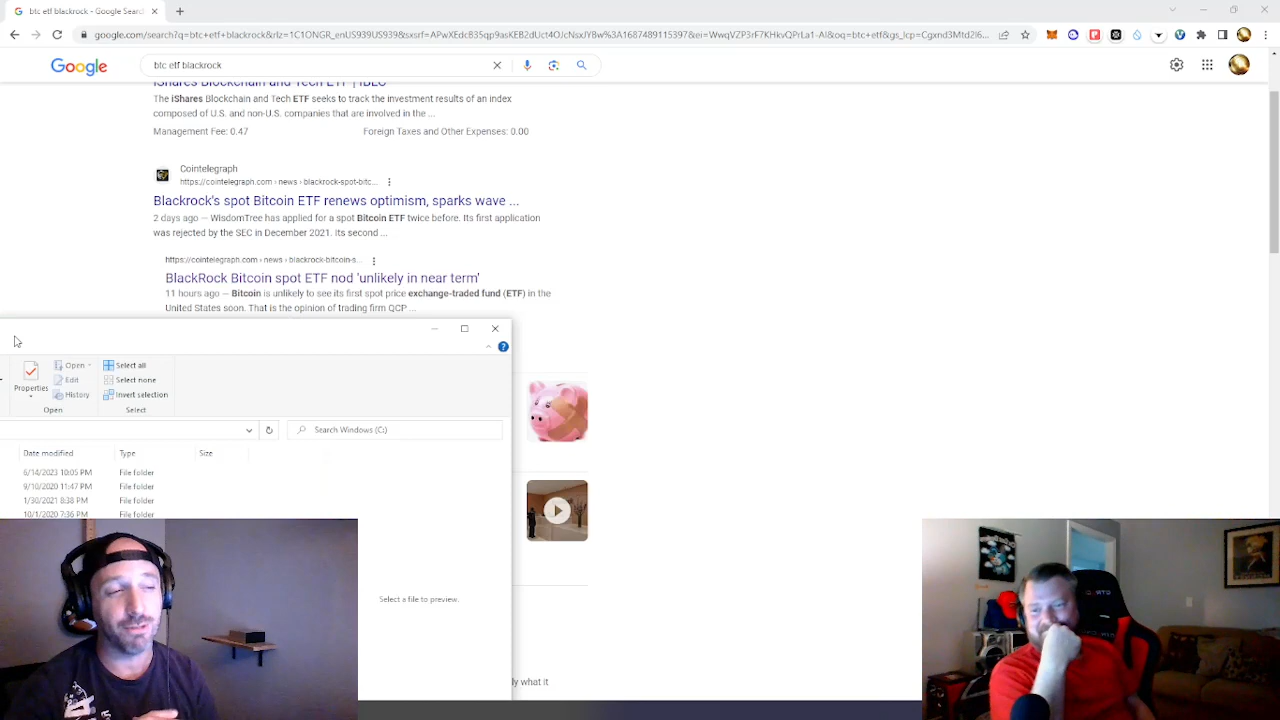 btc etf blackrock - Google Search
google.com/search?q=btc+etf+blackrock&rlz=1C1ONGR_enUS939US939&sxsrf=
Google
btc etf blackrock
iShares Blockchain and Tech ETF | IBLC
The iShares Blockchain and Tech ETF seeks to track the investment results of an index
composed of U.S. and non-U.S. companies that are involved in the ...
Management Fee: 0.47 Foreign Taxes and Other Expenses: 0.00
Cointelegraph
https://cointelegraph.com › news › blackrock-spot-bitc...
Blackrock's spot Bitcoin ETF renews optimism, sparks wave ...
2 days ago — WisdomTree has applied for a spot Bitcoin ETF twice before. Its first application
was rejected by the SEC in December 2021. Its second ...
https://cointelegraph.com › news › blackrock-bitcoin-s...
BlackRock Bitcoin spot ETF nod 'unlikely in near term'
11 hours ago — Bitcoin is unlikely to see its first spot price exchange-traded fund (ETF) in the
United States soon. That is the opinion of trading firm QCP ...
Properties
Open
Edit
History
Open
Select all
Select none
Invert selection
Select
Search Windows (C:)
Date modified Type Size
6/14/2023 10:05 PM File folder
9/10/2020 11:47 PM File folder
1/30/2021 8:38 PM File folder
10/1/2020 7:36 PM File folder
Select a file to preview.
ly what it